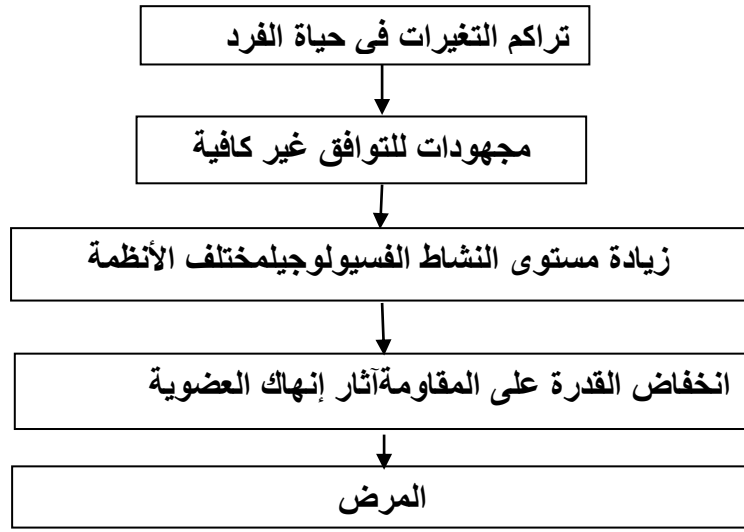 تراكم التغيرات فى حياة الفرد
مجهودات للتوافق غير كافية
زيادة مستوى النشاط الفسيولوجيلمختلف الأنظمة
انخفاض القدرة على المقاومةآثار إنهاك العضوية
المرض